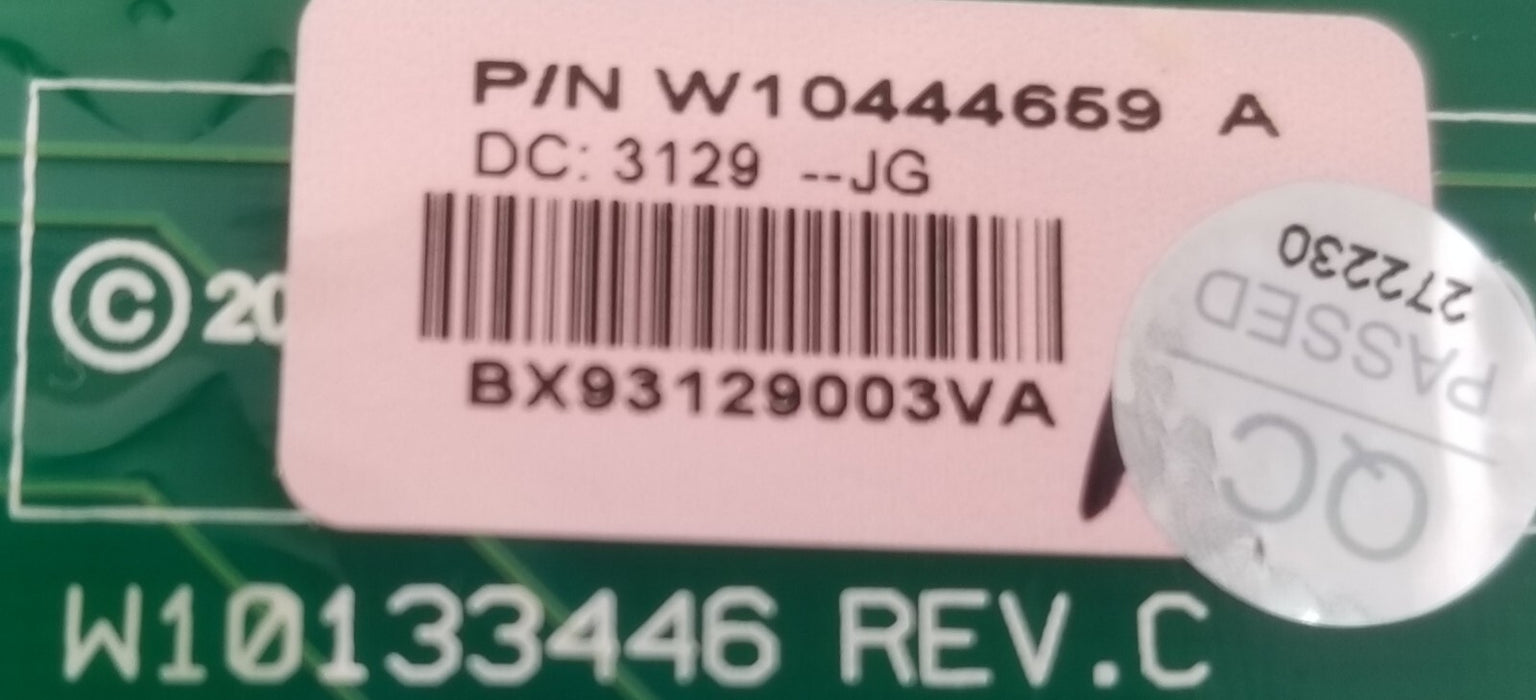 P/N W10444659 A
DC: 3129 --JG
BX93129003VA
© 20
QC
PASSED
272230
W10133446 REV.C